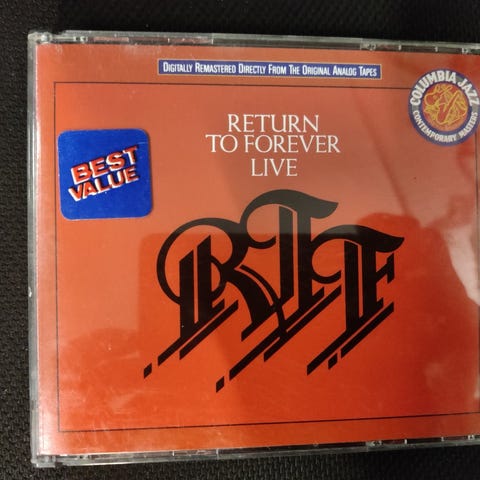 DIGITALLY REMASTERED DIRECTLY FROM THE ORIGINAL ANALOG TAPES
COLUMBIA JAZZ
CONTEMPORARY MASTERS
RETURN
TO FOREVER
LIVE
BEST
VALUE
RTF